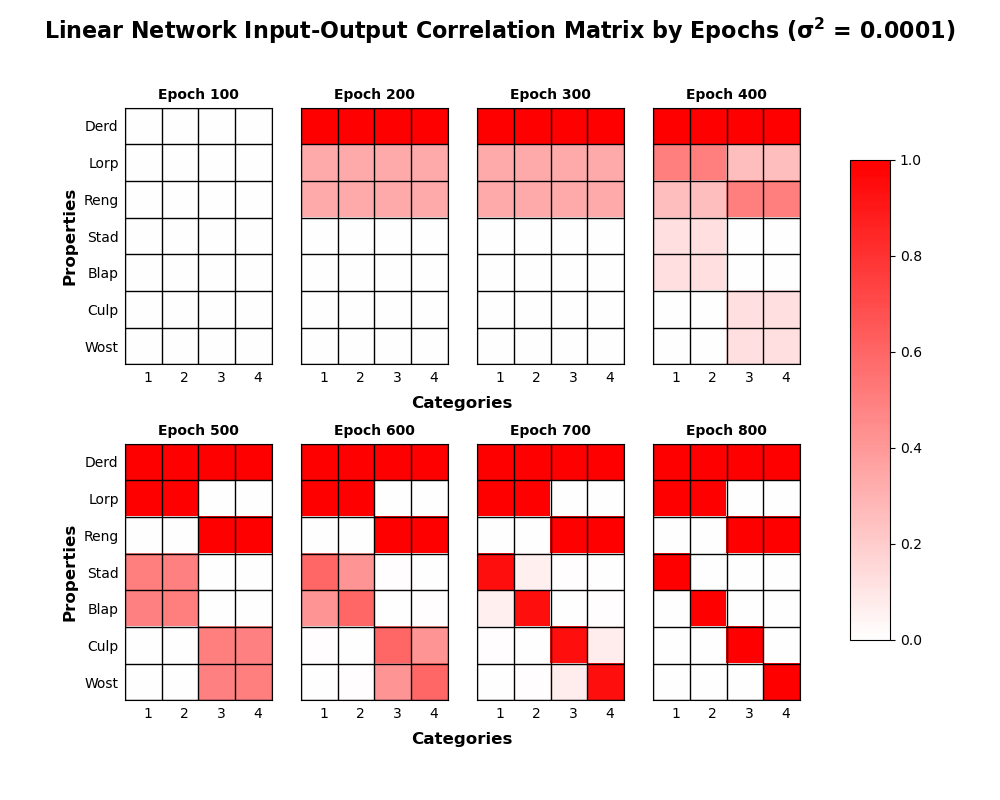 Linear Network Input-Output Correlation Matrix by Epochs (σ² = 0.0001)
Epoch 100 Epoch 200 Epoch 300 Epoch 400
Derd
Lorp
Reng
Stad
Blap
Culp
Wost
Properties
1 2 3 4 1 2 3 4 1 2 3 4 1 2 3 4
Categories
Epoch 500 Epoch 600 Epoch 700 Epoch 800
Derd
Lorp
Reng
Stad
Blap
Culp
Wost
Properties
1 2 3 4 1 2 3 4 1 2 3 4 1 2 3 4
Categories
1.0
0.8
0.6
0.4
0.2
0.0